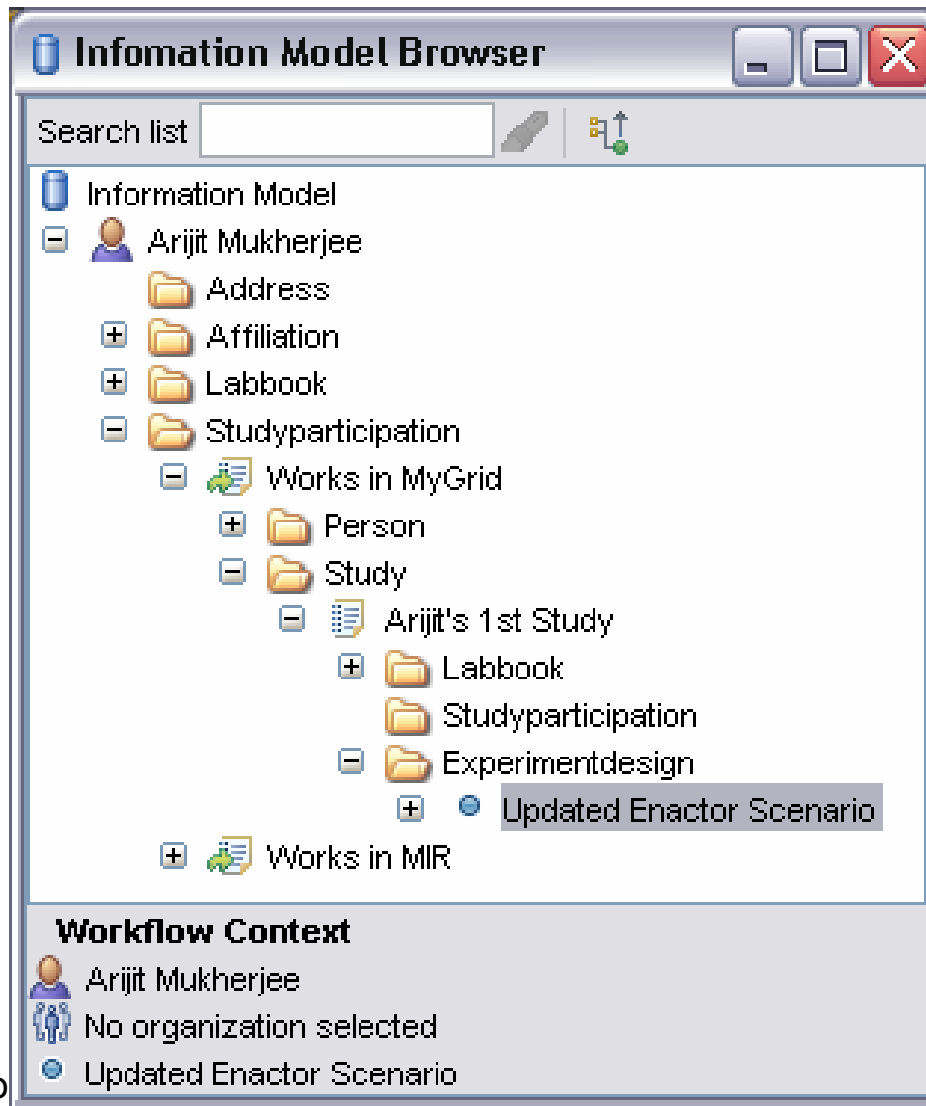 Infomation Model Browser
Search list
Information Model
Arijit Mukherjee
Address
Affiliation
Labbook
Studyparticipation
Works in MyGrid
Person
Study
Arijit's 1st Study
Labbook
Studyparticipation
Experimentdesign
Updated Enactor Scenario
Works in MIR
Workflow Context
Arijit Mukherjee
No organization selected
Updated Enactor Scenario